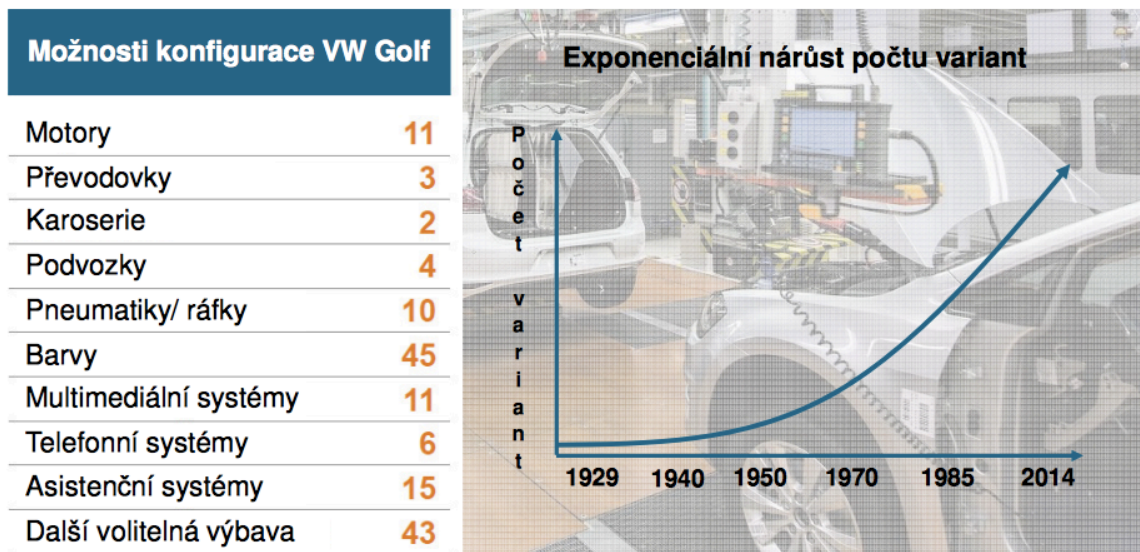 Možnosti konfigurace VW Golf
Motory 11
Převodovky 3
Karoserie 2
Podvozky 4
Pneumatiky/ ráfky 10
Barvy 45
Multimediální systémy 11
Telefonní systémy 6
Asistenční systémy 15
Další volitelná výbava 43
Exponenciální nárůst počtu variant
Počet variant
1929 1940 1950 1970 1985 2014